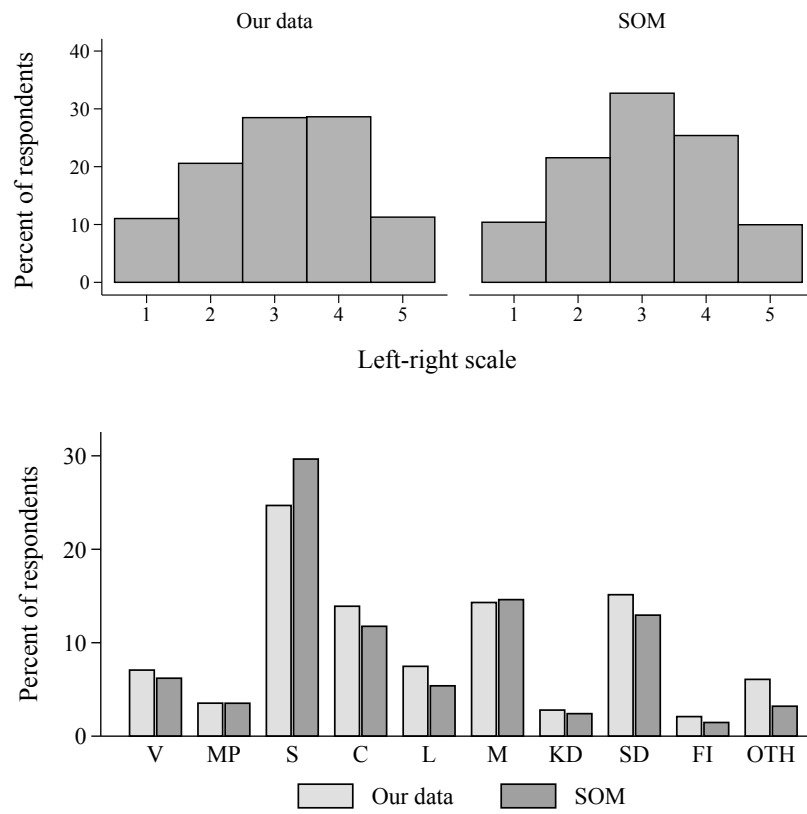 Our data
SOM
Percent of respondents
40
30
20
10
0
1 2 3 4 5
1 2 3 4 5
Left-right scale
Percent of respondents
30
20
10
0
V MP S C L M KD SD FI OTH
Our data SOM